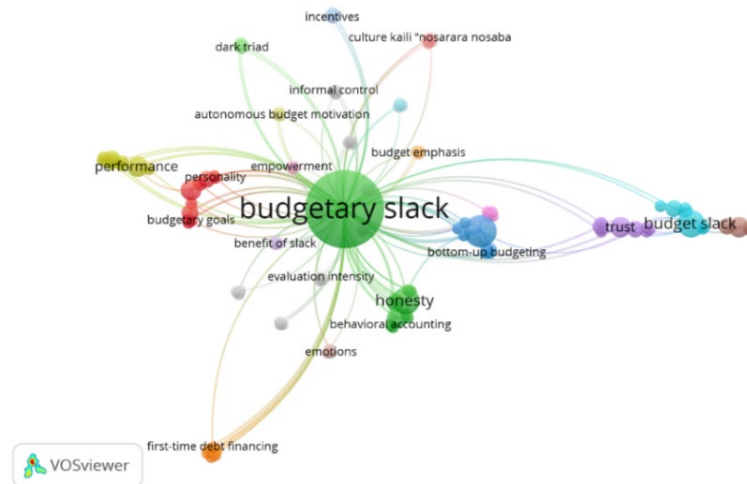 incentives
culture kaili "nosarara nosaba
dark triad
informal control
autonomous budget motivation
budget emphasis
performance
empowerment
personality
budgetary slack
budgetary goals
trust
budget slack
benefit of slack
bottom-up budgeting
evaluation intensity
honesty
behavioral accounting
emotions
first-time debt financing
VOSviewer